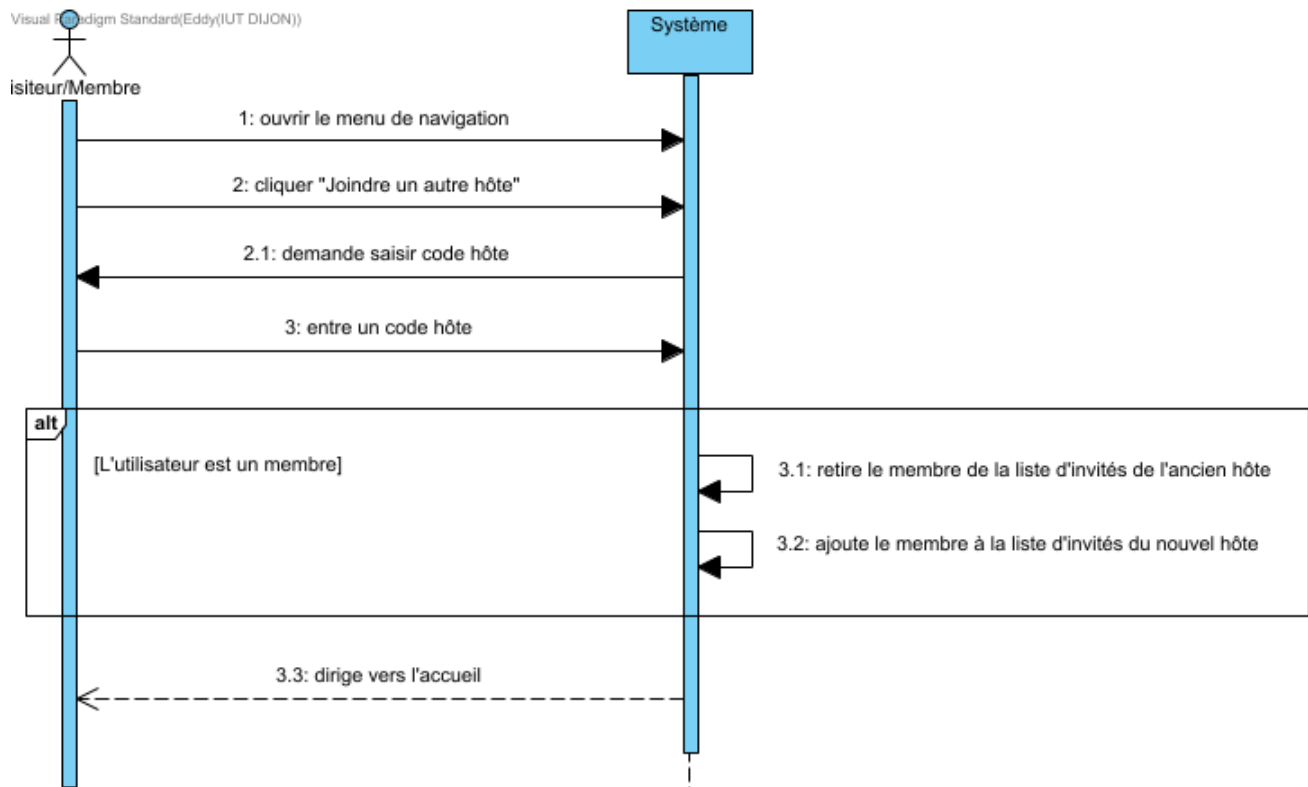 Visual Paradigm Standard(Eddy(IUT DIJON))
Système
isiteur/Membre
1: ouvrir le menu de navigation
2: cliquer "Joindre un autre hôte"
2.1: demande saisir code hôte
3: entre un code hôte
alt
[L'utilisateur est un membre]
3.1: retire le membre de la liste d'invités de l'ancien hôte
3.2: ajoute le membre à la liste d'invités du nouvel hôte
3.3: dirige vers l'accueil